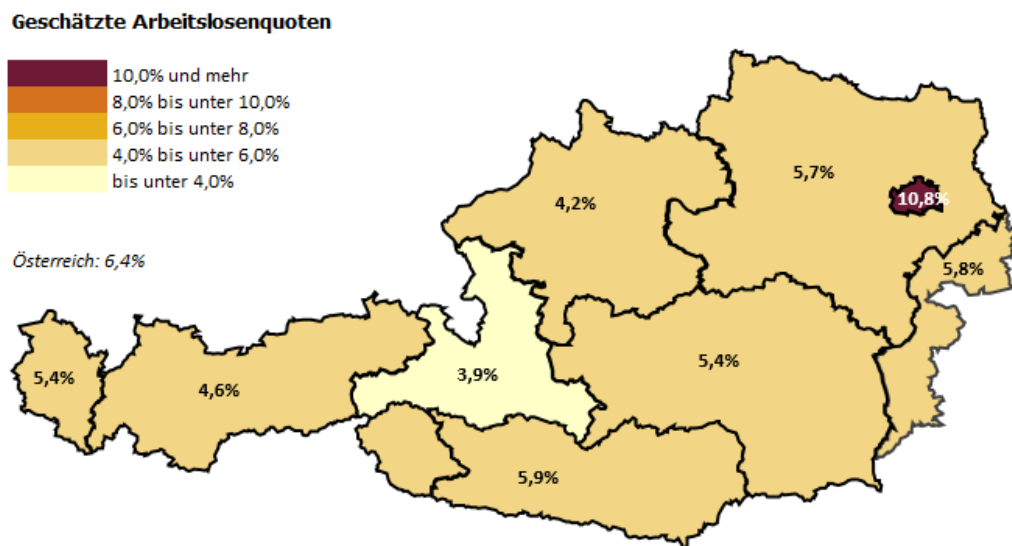 Geschätzte Arbeitslosenquoten
10,0% und mehr
8,0% bis unter 10,0%
6,0% bis unter 8,0%
4,0% bis unter 6,0%
bis unter 4,0%
Österreich: 6,4%
5,7%
10,8%
4,2%
5,8%
5,4%
3,9%
5,4%
4,6%
5,9%